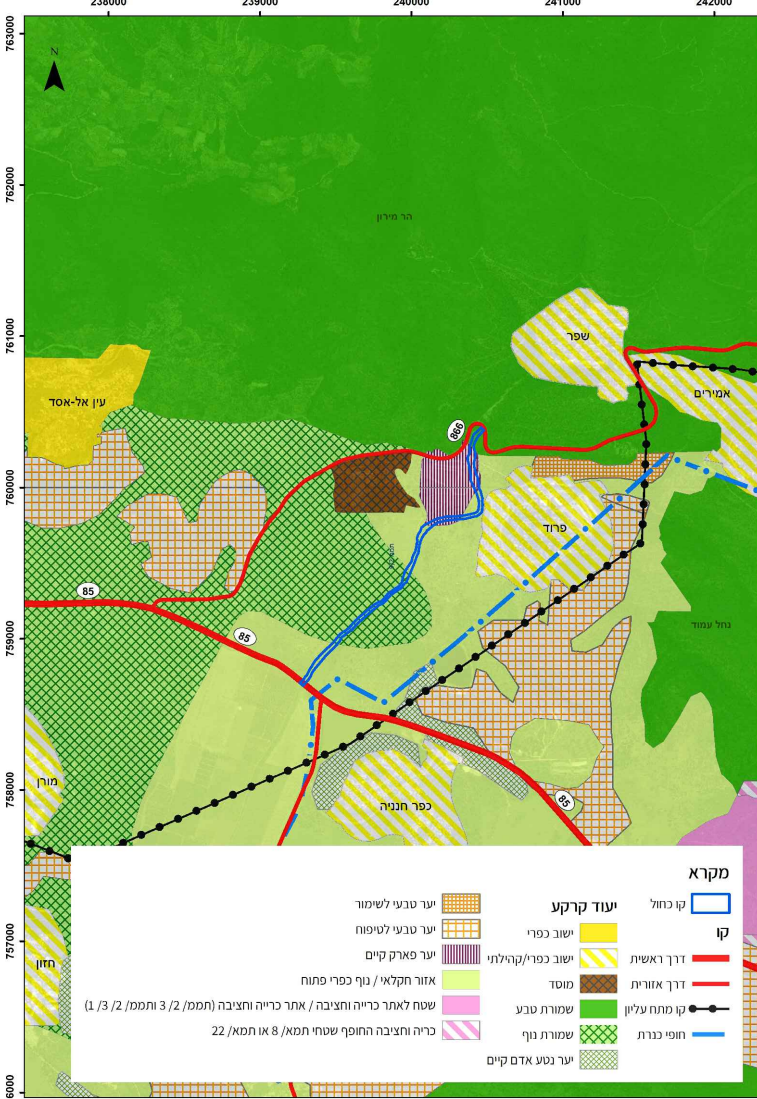 238000 239000 240000 241000 242000
763000
N
762000
הר מירון
761000
שפר
אמירים
עין אל-אסד
866
760000
פרוד
85
759000
85
נחל עמוד
758000
מורן
כפר חנניה
85
757000
חזון
6000
מקרא
קו כחול
קו
דרך ראשית
דרך אזורית
קו מתח עליון
חופי כנרת
יעוד קרקע
ישוב כפרי
ישוב כפרי/קהילתי
מוסד
שמורת טבע
שמורת נוף
יער נטע אדם קיים
יער טבעי לשימור
יער טבעי לטיפוח
יער פארק קיים
אזור חקלאי / נוף כפרי פתוח
שטח לאתר כרייה וחציבה / אתר כרייה וחציבה (תממ/ 2/ 3 ותממ/ 2/ 3/ 1)
כריה וחציבה החופף שטחי תמא/ 8 או תמא/ 22